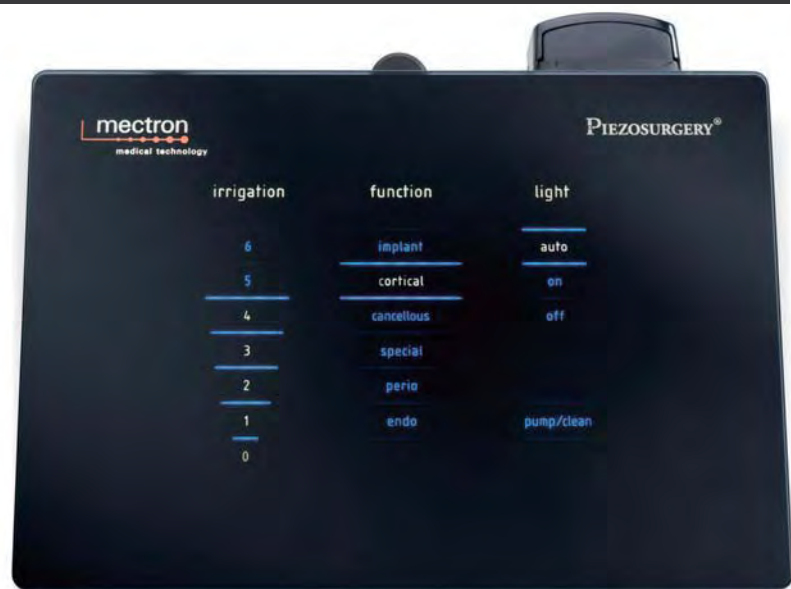 mectron
medical technology
PIEZOSURGERY®
irrigation function light
6 implant auto
5 cortical on
4 cancellous off
3 special
2 perio
1 endo pump/clean
0